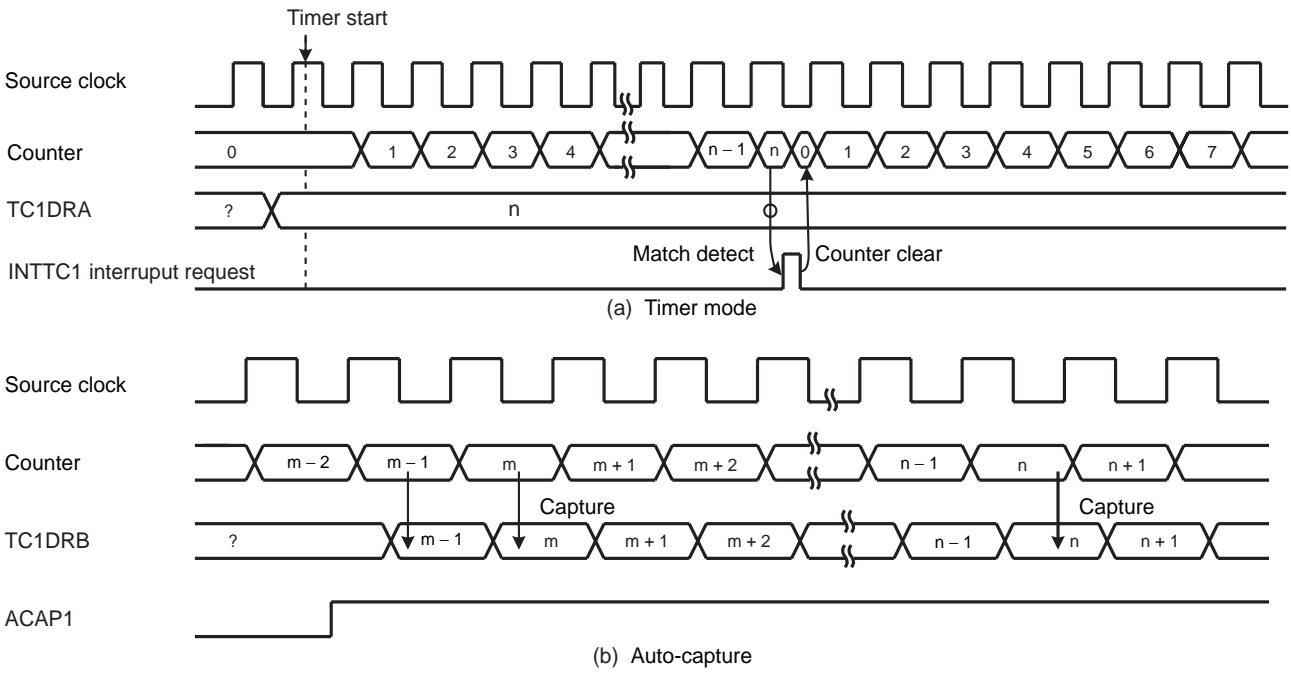 Timer start
Source clock
Counter
0 1 2 3 4 n – 1 n 0 1 2 3 4 5 6 7
TC1DRA
? n
Match detect Counter clear
INTTC1 interruput request
(a) Timer mode
Source clock
Counter
m – 2 m – 1 m m + 1 m + 2 n – 1 n n + 1
Capture Capture
TC1DRB
? m – 1 m m + 1 m + 2 n – 1 n n + 1
ACAP1
(b) Auto-capture